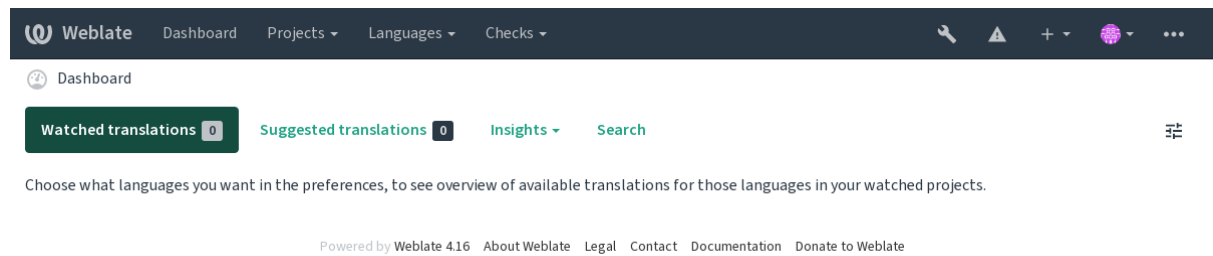 Weblate Dashboard Projects Languages Checks
Dashboard
Watched translations 0 Suggested translations 0 Insights Search
Choose what languages you want in the preferences, to see overview of available translations for those languages in your watched projects.
Powered by Weblate 4.16 About Weblate Legal Contact Documentation Donate to Weblate